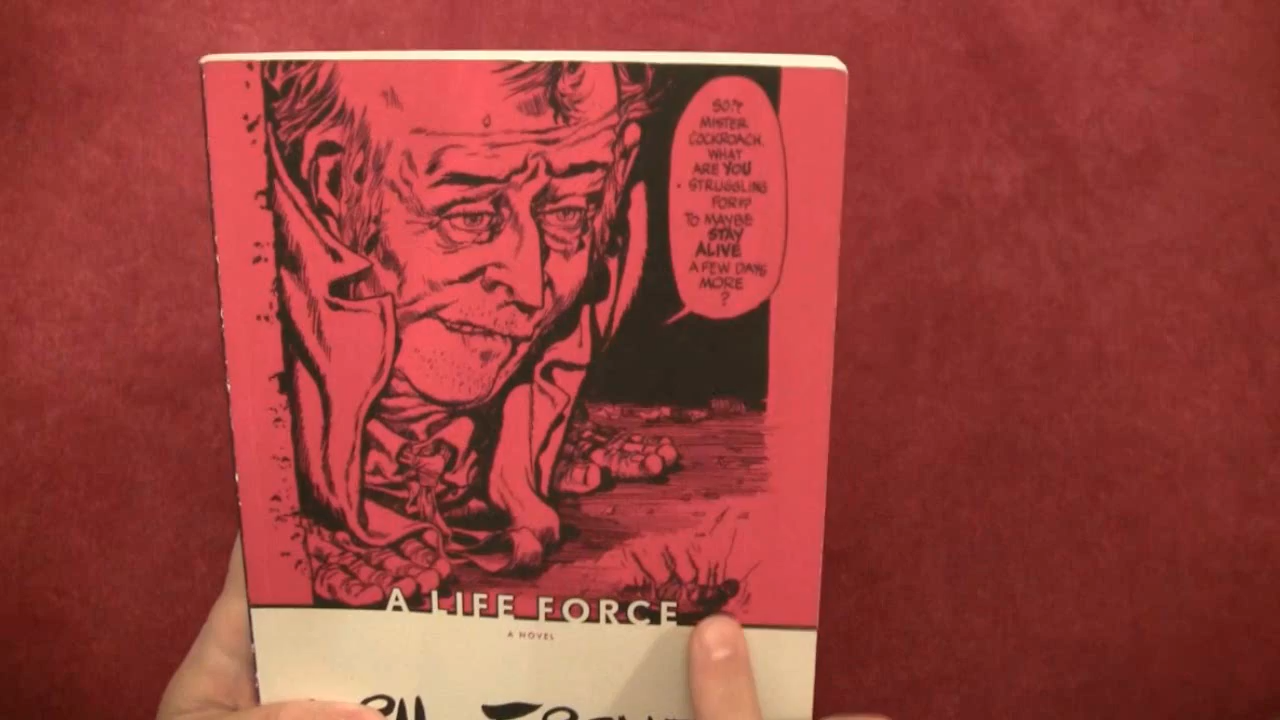 SO??
MISTER
COCKROACH.
WHAT
ARE YOU
STRUGGLING
FOR??
TO MAYBE
STAY
ALIVE
A FEW DAYS
MORE
?
A LIFE FORCE
A NOVEL